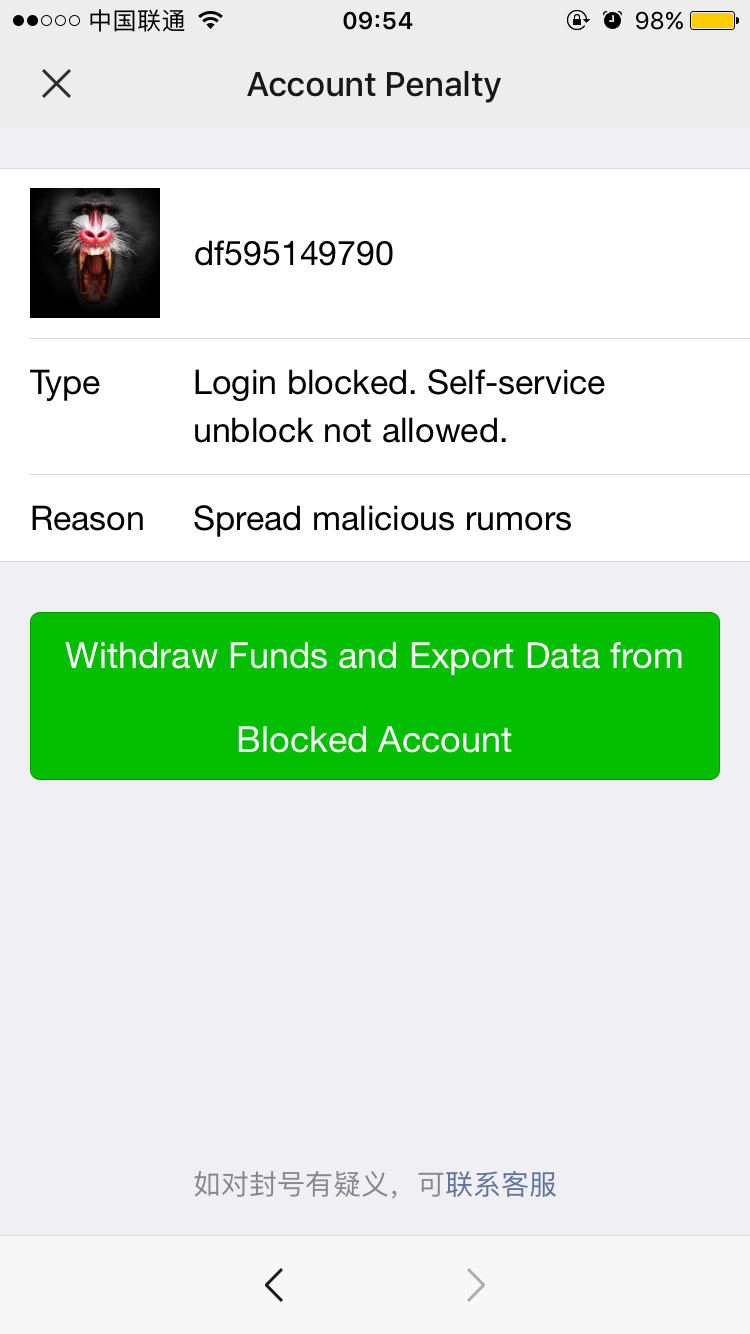 中国联通 09:54 98%
Account Penalty
df595149790
Type Login blocked. Self-service
unblock not allowed.
Reason Spread malicious rumors
Withdraw Funds and Export Data from
Blocked Account
如对封号有疑义，可联系客服